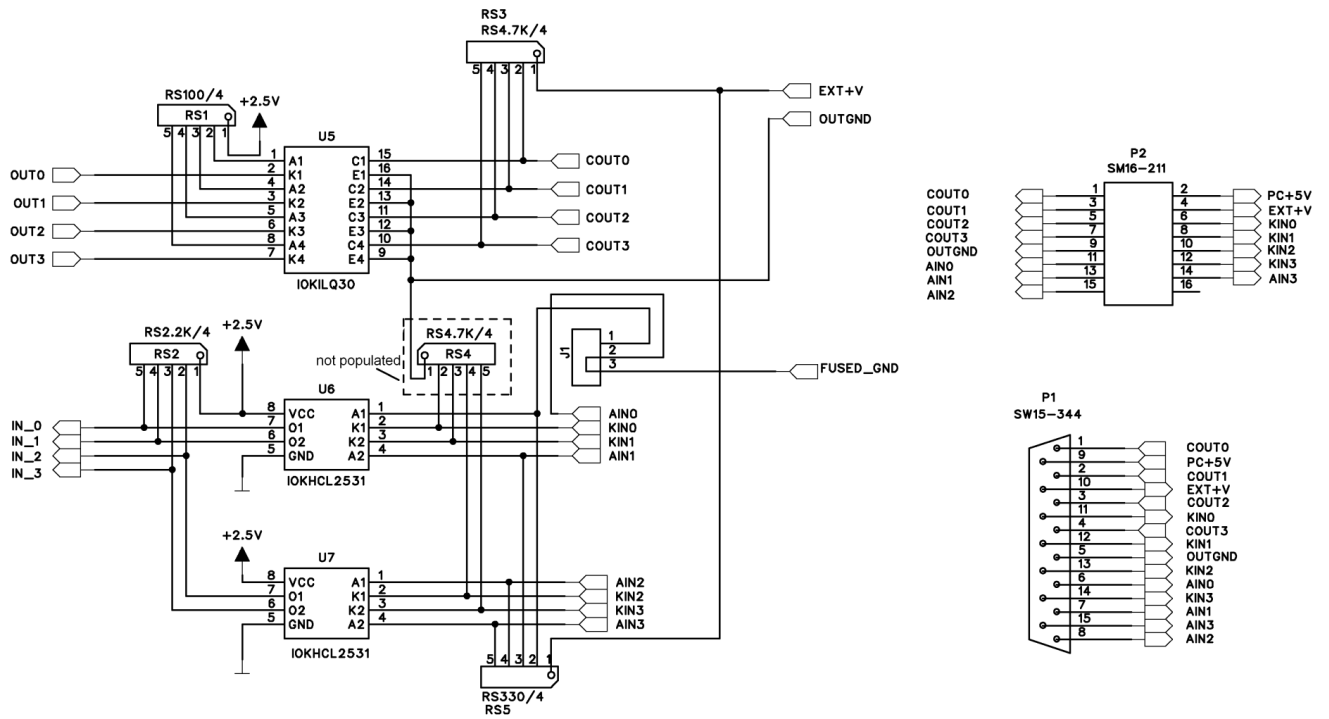 RS3
RS4.7K/4
5 4 3 2 1
EXT+V
OUTGND
RS100/4
+2.5V
RS1
5 4 3 2 1
U5
1 A1 C1 15 COUT0
OUT0 2 K1 E1 16
4 A2 C2 14 COUT1
OUT1 3 K2 E2 13
5 A3 C3 11 COUT2
OUT2 6 K3 E3 12
8 A4 C4 10 COUT3
OUT3 7 K4 E4 9
IOKILQ30
P2
SM16-211
COUT0 1 2 PC+5V
COUT1 3 4 EXT+V
COUT2 5 6 KIN0
COUT3 7 8 KIN1
OUTGND 9 10 KIN2
AIN0 11 12 KIN3
AIN1 13 14 AIN3
AIN2 15 16
RS2.2K/4
+2.5V
RS2
5 4 3 2 1
not populated
RS4.7K/4
RS4
1 2 3 4 5
J1
1
2
3
FUSED_GND
U6
8 VCC A1 1 AIN0
IN_0 7 O1 K1 2 KIN0
IN_1 6 O2 K2 3 KIN1
IN_2 5 GND A2 4 AIN1
IN_3
IOKHCL2531
+2.5V
U7
8 VCC A1 1 AIN2
7 O1 K1 2 KIN2
6 O2 K2 3 KIN3
5 GND A2 4 AIN3
IOKHCL2531
5 4 3 2 1
RS330/4
RS5
P1
SW15-344
1 COUT0
9 PC+5V
2 COUT1
10 EXT+V
3 COUT2
11 KIN0
4 COUT3
12 KIN1
5 OUTGND
13 KIN2
6 AIN0
14 KIN3
7 AIN1
15 AIN3
8 AIN2